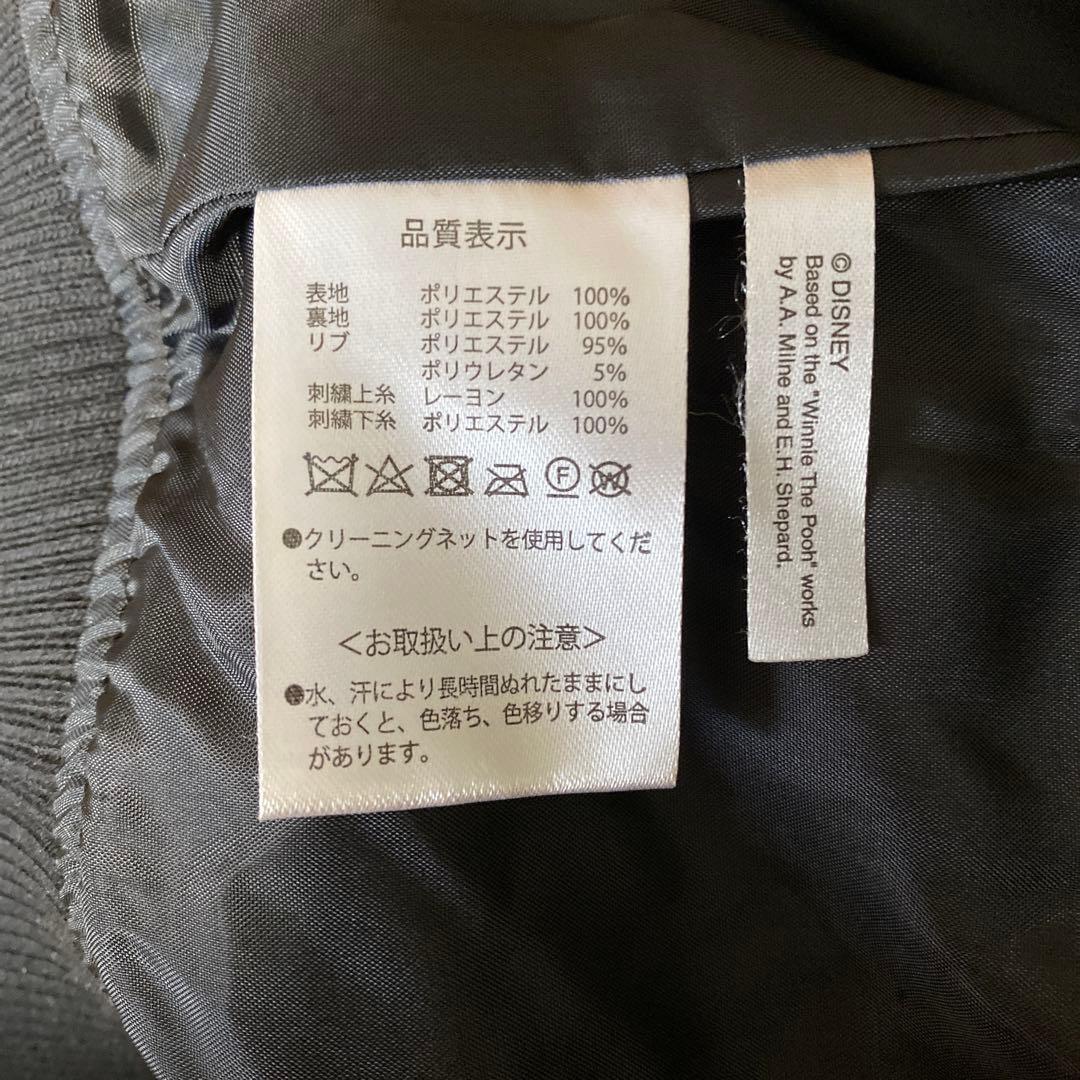 品質表示
表地 ポリエステル 100%
裏地 ポリエステル 100%
リブ ポリエステル 95%
ポリウレタン 5%
刺繍上糸 レーヨン 100%
刺繍下糸 ポリエステル 100%
F W
●クリーニングネットを使用してくだ
さい。
＜お取扱い上の注意＞
●水、汗により長時間ぬれたままにし
ておくと、色落ち、色移りする場合
があります。
© DISNEY
Based on the "Winnie The Pooh" works
by A.A. Milne and E.H. Shepard.